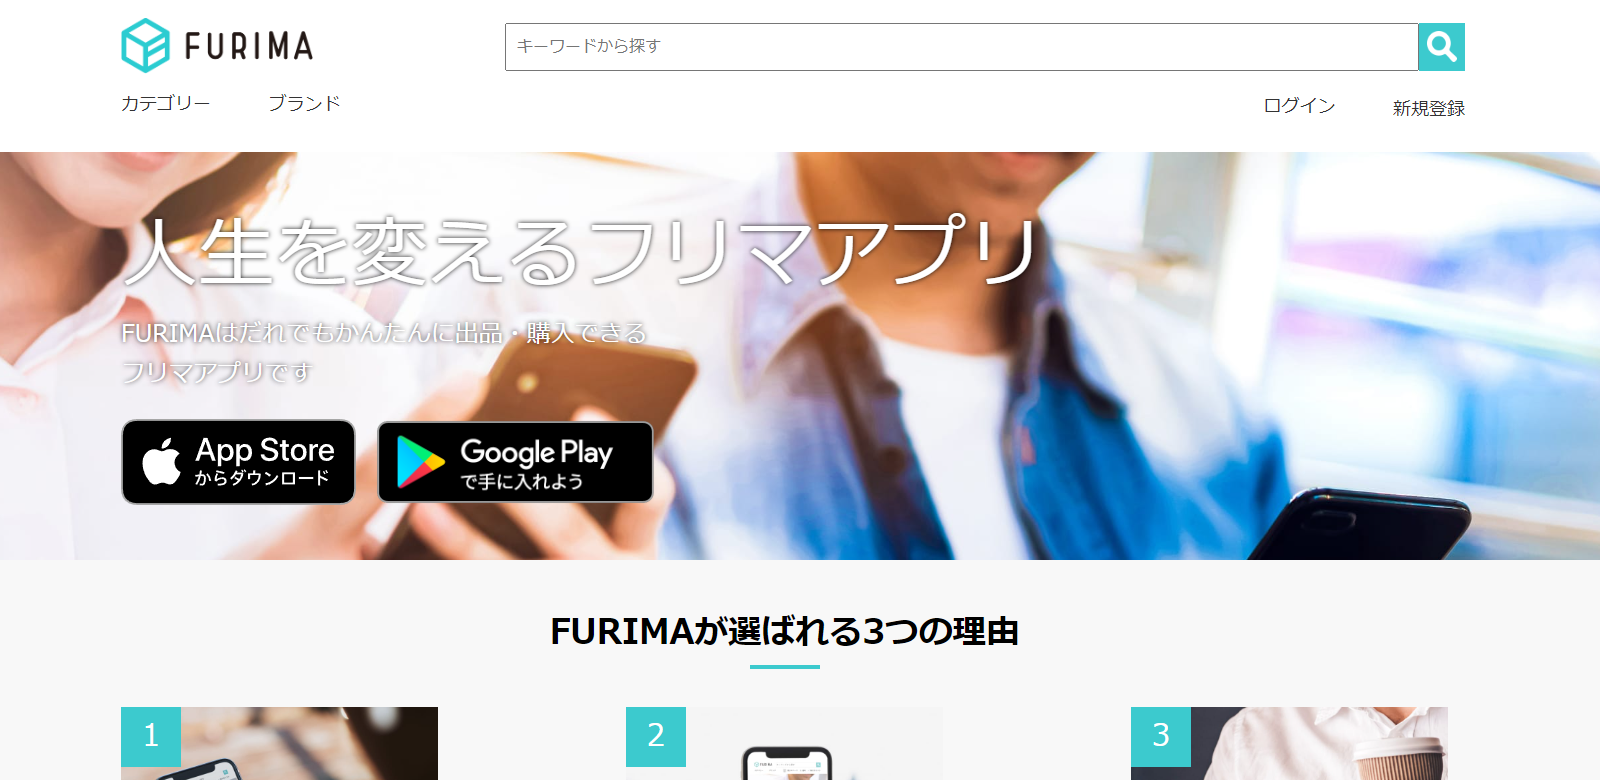 FURIMA
キーワードから探す
カテゴリー
ブランド
ログイン
新規登録
人生を変えるフリマアプリ
FURIMAはだれでもかんたんに出品・購入できる
フリマアプリです
App Store
からダウンロード
Google Play
で手に入れよう
FURIMAが選ばれる3つの理由
1
2
3